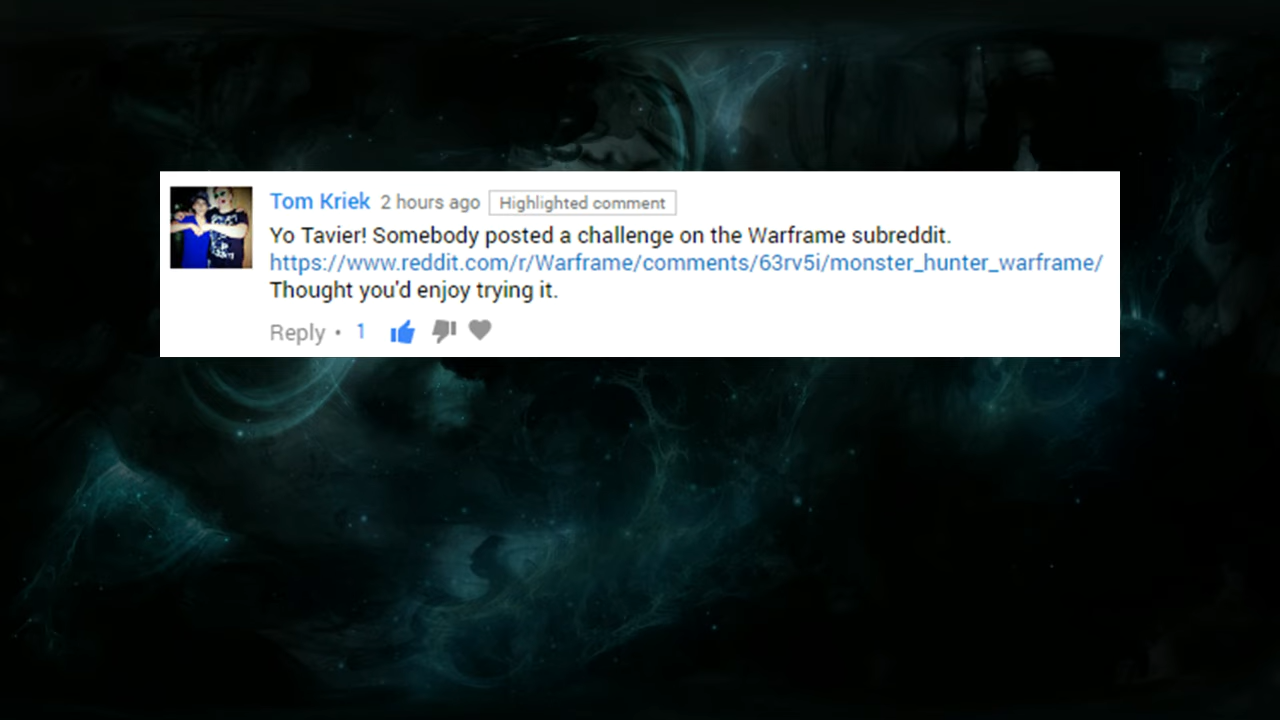 Tom Kriek 2 hours ago Highlighted comment
Yo Tavier! Somebody posted a challenge on the Warframe subreddit.
https://www.reddit.com/r/Warframe/comments/63rv5i/monster_hunter_warframe/
Thought you'd enjoy trying it.
Reply • 1